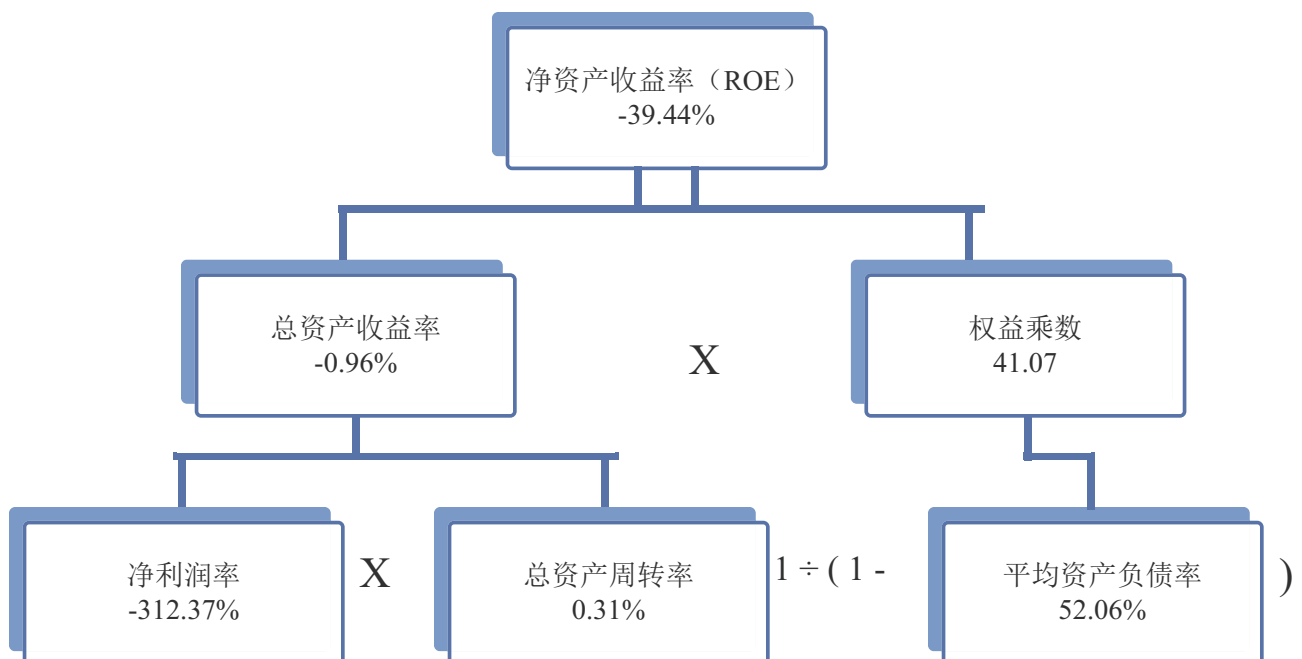 净资产收益率（ROE）
-39.44%
总资产收益率
-0.96%
X
权益乘数
41.07
净利润率
-312.37%
X
总资产周转率
0.31%
1 ÷ ( 1 -
平均资产负债率
52.06%
)